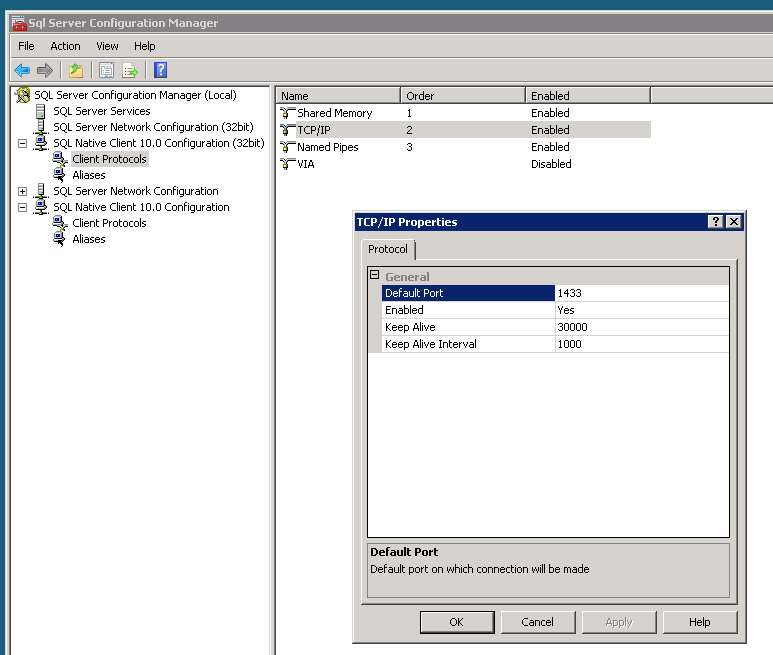 Sql Server Configuration Manager
File Action View Help
SQL Server Configuration Manager (Local)
SQL Server Services
SQL Server Network Configuration (32bit)
SQL Native Client 10.0 Configuration (32bit)
Client Protocols
Aliases
SQL Server Network Configuration
SQL Native Client 10.0 Configuration
Client Protocols
Aliases
Name Order Enabled
Shared Memory 1 Enabled
TCP/IP 2 Enabled
Named Pipes 3 Enabled
VIA Disabled
TCP/IP Properties
Protocol
General
Default Port 1433
Enabled Yes
Keep Alive 30000
Keep Alive Interval 1000
Default Port
Default port on which connection will be made
OK Cancel Apply Help